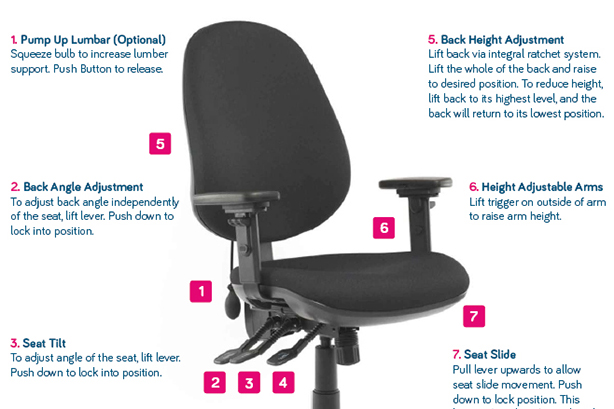 1. Pump Up Lumbar (Optional)
Squeeze bulb to increase lumber
support. Push Button to release.
5. Back Height Adjustment
Lift back via integral ratchet system.
Lift the whole of the back and raise
to desired position. To reduce height,
lift back to its highest level, and the
back will return to its lowest position.
5
2. Back Angle Adjustment
To adjust back angle independently
of the seat, lift lever. Push down to
lock into position.
6. Height Adjustable Arms
Lift trigger on outside of arm
to raise arm height.
6
1
7
3. Seat Tilt
To adjust angle of the seat, lift lever.
Push down to lock into position.
2 3 4
7. Seat Slide
Pull lever upwards to allow
seat slide movement. Push
down to lock position. This